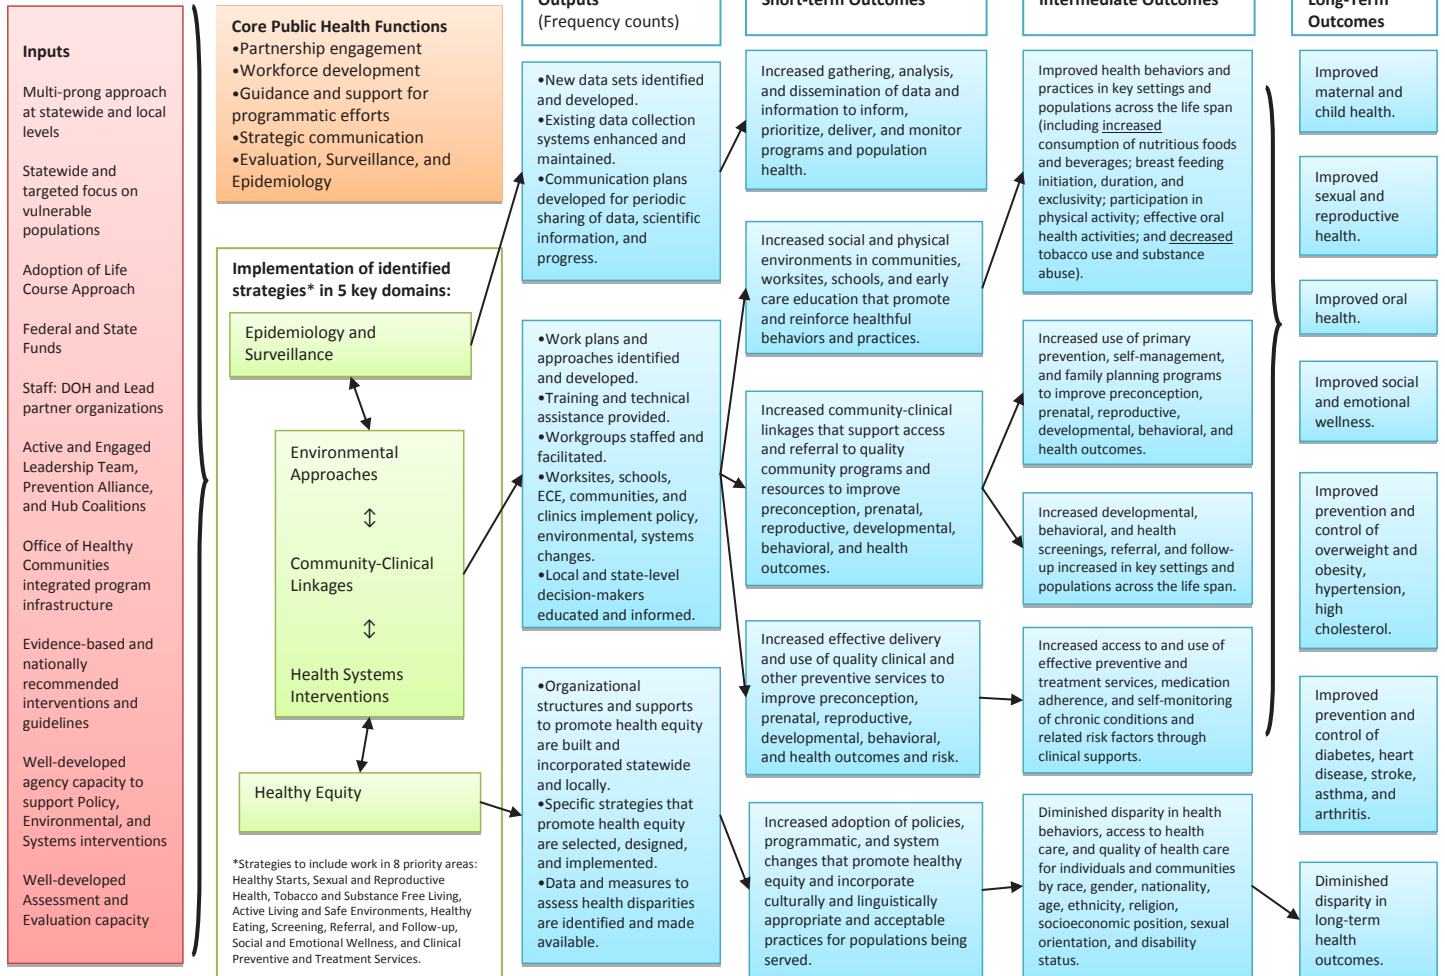 Inputs
Multi-prong approach
at statewide and local
levels
Statewide and
targeted focus on
vulnerable
populations
Adoption of Life
Course Approach
Federal and State
Funds
Staff: DOH and Lead
partner organizations
Active and Engaged
Leadership Team,
Prevention Alliance,
and Hub Coalitions
Office of Healthy
Communities
integrated program
infrastructure
Evidence-based and
nationally
recommended
interventions and
guidelines
Well-developed
agency capacity to
support Policy,
Environmental, and
Systems interventions
Well-developed
Assessment and
Evaluation capacity
Core Public Health Functions
•Partnership engagement
•Workforce development
•Guidance and support for
programmatic efforts
•Strategic communication
•Evaluation, Surveillance, and
Epidemiology
Implementation of identified
strategies* in 5 key domains:
Epidemiology and
Surveillance
Environmental
Approaches
↕
Community-Clinical
Linkages
↕
Health Systems
Interventions
Healthy Equity
*Strategies to include work in 8 priority areas:
Healthy Starts, Sexual and Reproductive
Health, Tobacco and Substance Free Living,
Active Living and Safe Environments, Healthy
Eating, Screening, Referral, and Follow-up,
Social and Emotional Wellness, and Clinical
Preventive and Treatment Services.
Outputs
(Frequency counts)
•New data sets identified
and developed.
•Existing data collection
systems enhanced and
maintained.
•Communication plans
developed for periodic
sharing of data, scientific
information, and
progress.
•Work plans and
approaches identified
and developed.
•Training and technical
assistance provided.
•Workgroups staffed and
facilitated.
•Worksites, schools,
ECE, communities, and
clinics implement policy,
environmental, systems
changes.
•Local and state-level
decision-makers
educated and informed.
•Organizational
structures and supports
to promote health equity
are built and
incorporated statewide
and locally.
•Specific strategies that
promote health equity
are selected, designed,
and implemented.
•Data and measures to
assess health disparities
are identified and made
available.
Short-term Outcomes
Increased gathering, analysis,
and dissemination of data and
information to inform,
prioritize, deliver, and monitor
programs and population
health.
Increased social and physical
environments in communities,
worksites, schools, and early
care education that promote
and reinforce healthful
behaviors and practices.
Increased community-clinical
linkages that support access
and referral to quality
community programs and
resources to improve
preconception, prenatal,
reproductive, developmental,
behavioral, and health
outcomes.
Increased effective delivery
and use of quality clinical and
other preventive services to
improve preconception,
prenatal, reproductive,
developmental, behavioral,
and health outcomes and risk.
Increased adoption of policies,
programmatic, and system
changes that promote healthy
equity and incorporate
culturally and linguistically
appropriate and acceptable
practices for populations being
served.
Intermediate Outcomes
Improved health behaviors and
practices in key settings and
populations across the life span
(including increased
consumption of nutritious foods
and beverages; breast feeding
initiation, duration, and
exclusivity; participation in
physical activity; effective oral
health activities; and decreased
tobacco use and substance
abuse).
Increased use of primary
prevention, self-management,
and family planning programs
to improve preconception,
prenatal, reproductive,
developmental, behavioral, and
health outcomes.
Increased developmental,
behavioral, and health
screenings, referral, and follow-
up increased in key settings and
populations across the life span.
Increased access to and use of
effective preventive and
treatment services, medication
adherence, and self-monitoring
of chronic conditions and
related risk factors through
clinical supports.
Diminished disparity in health
behaviors, access to health
care, and quality of health care
for individuals and communities
by race, gender, nationality,
age, ethnicity, religion,
socioeconomic position, sexual
orientation, and disability
status.
Long-Term
Outcomes
Improved
maternal and
child health.
Improved
sexual and
reproductive
health.
Improved oral
health.
Improved social
and emotional
wellness.
Improved
prevention and
control of
overweight and
obesity,
hypertension,
high
cholesterol.
Improved
prevention and
control of
diabetes, heart
disease, stroke,
asthma, and
arthritis.
Diminished
disparity in
long-term
health
outcomes.